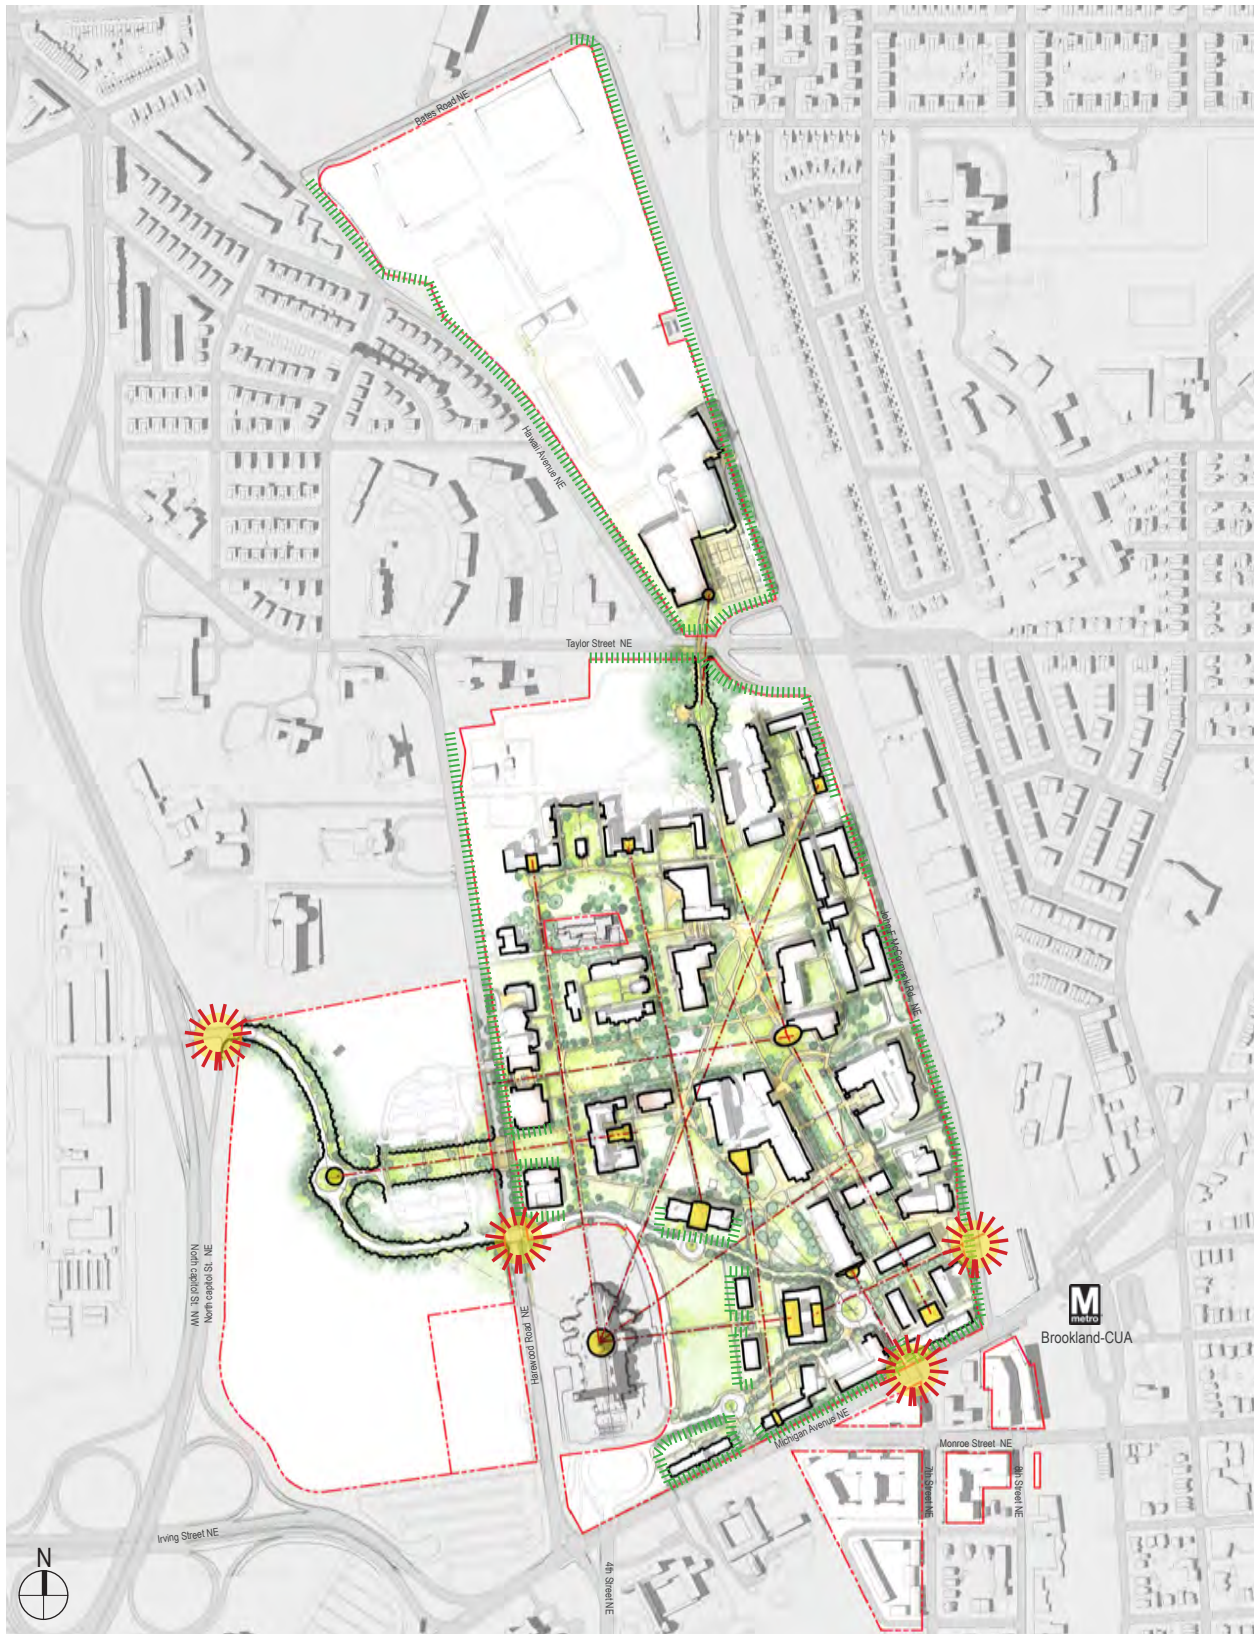 Bates Road NE
Hawaii Avenue NE
Taylor Street NE
John F McCormack Rd. NE
North capitol St. NW
North capitol St. NE
Harewood Road NE
M
metro
Brookland-CUA
Michigan Avenue NE
Monroe Street NE
7th Street NE
8th Street NE
Irving Street NE
4th Street NE
N